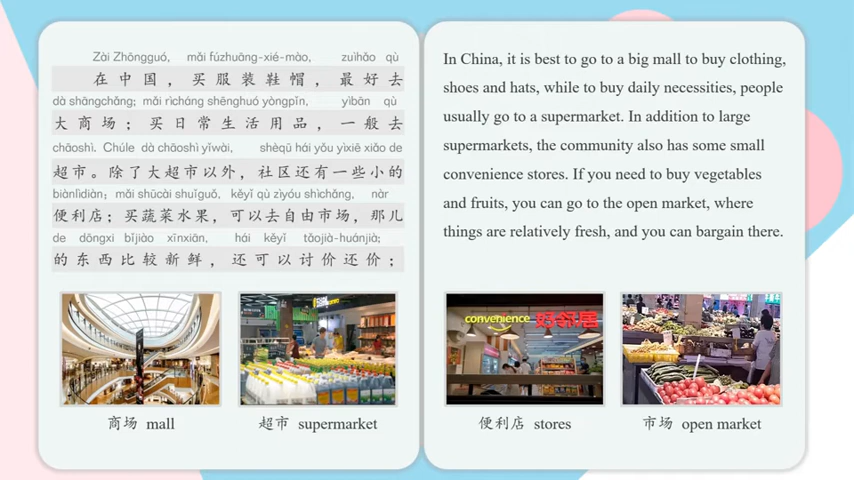 Zài Zhōngguó, mǎi fúzhuāng-xié-mào, zuìhǎo qù
在中国，买服装鞋帽，最好去
dà shāngchǎng; mǎi rìcháng shēnghuó yòngpǐn, yìbān qù
大商场；买日常生活用品，一般去
chāoshì. Chúle dà chāoshì yǐwài, shèqū hái yǒu yìxiē xiǎo de
超市。除了大超市以外，社区还有一些小的
biànlìdiàn; mǎi shūcài shuǐguǒ, kěyǐ qù zìyóu shìchǎng, nàr
便利店；买蔬菜水果，可以去自由市场，那儿
de dōngxi bǐjiào xīnxiān, hái kěyǐ tǎojià-huánjià;
的东西比较新鲜，还可以讨价还价；
商场 mall
超市 supermarket
In China, it is best to go to a big mall to buy clothing,
shoes and hats, while to buy daily necessities, people
usually go to a supermarket. In addition to large
supermarkets, the community also has some small
convenience stores. If you need to buy vegetables
and fruits, you can go to the open market, where
things are relatively fresh, and you can bargain there.
convenience 好邻居
便利店 stores
市场 open market